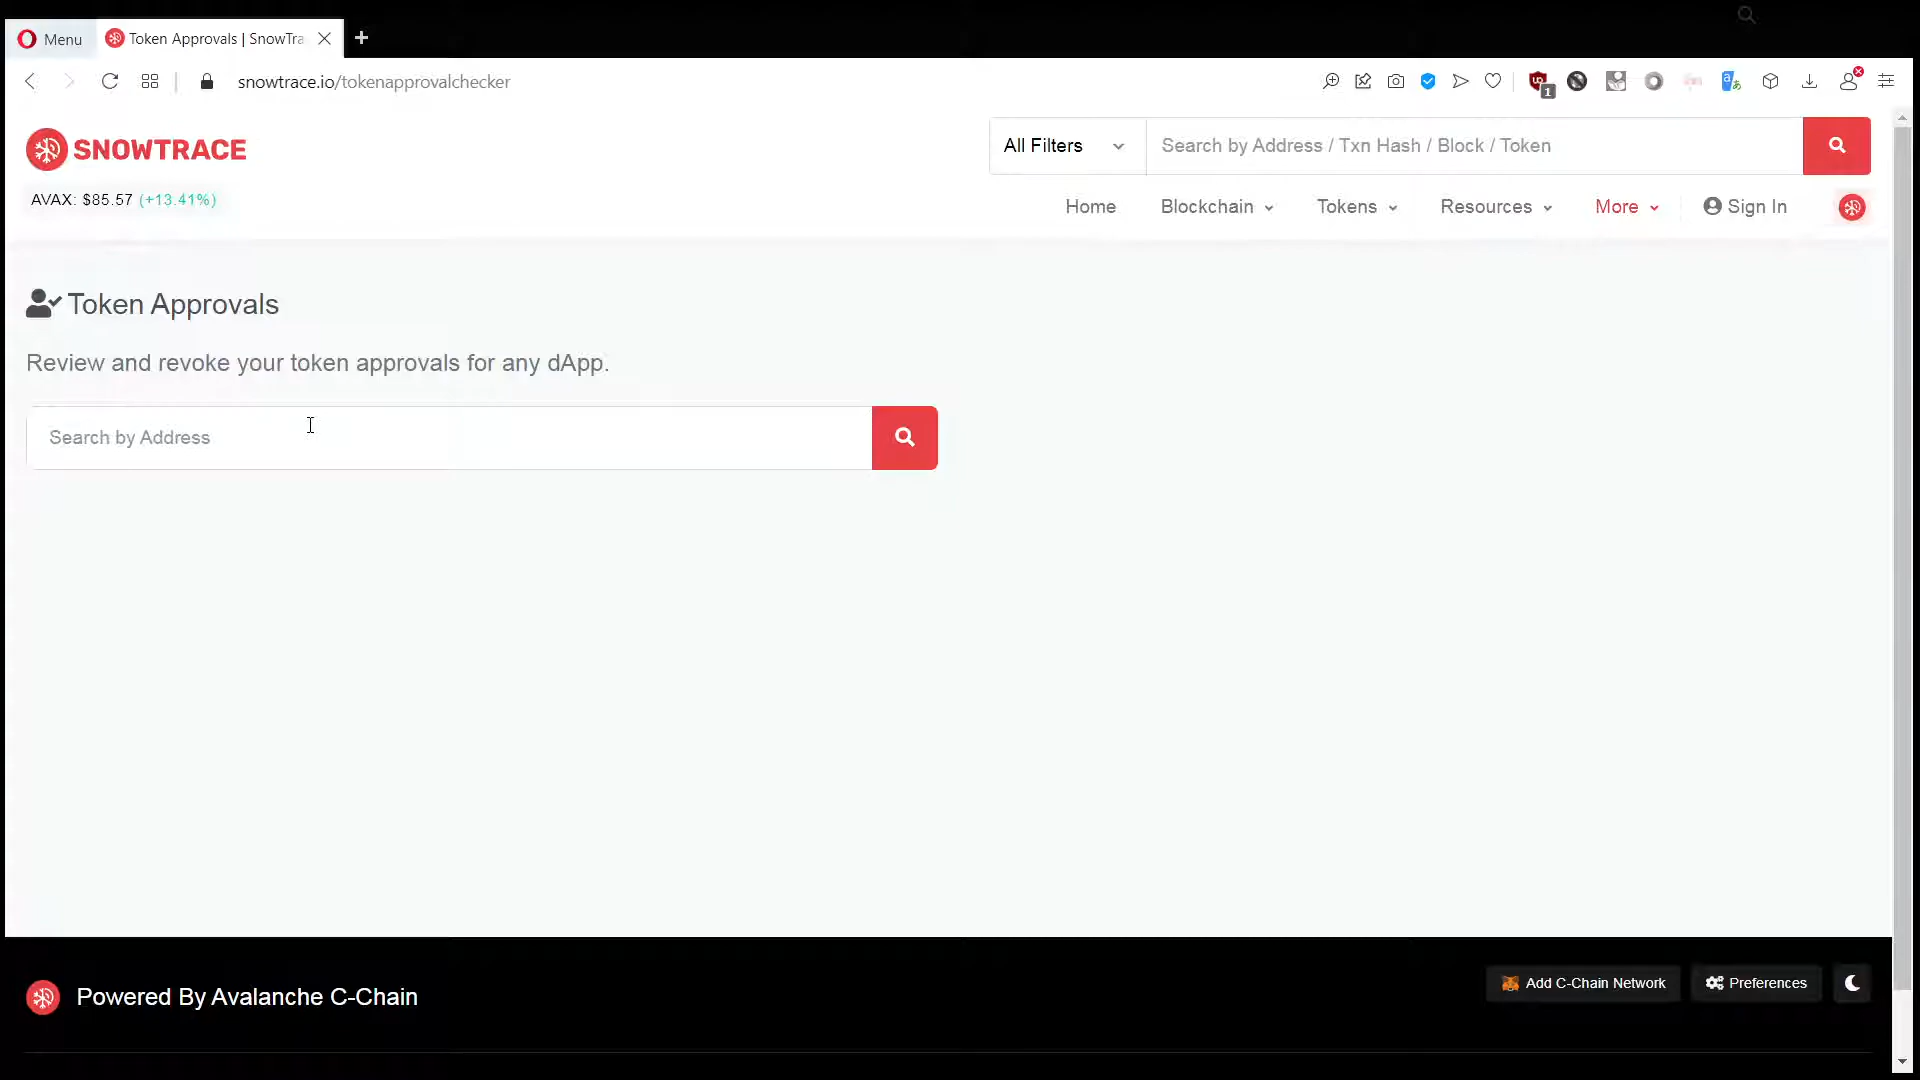 Menu
Token Approvals | SnowTra
snowtrace.io/tokenapprovalchecker
1
SNOWTRACE
All Filters
Search by Address / Txn Hash / Block / Token
AVAX: $85.57 (+13.41%)
Home
Blockchain
Tokens
Resources
More
Sign In
Token Approvals
Review and revoke your token approvals for any dApp.
Search by Address
Powered By Avalanche C-Chain
Add C-Chain Network
Preferences